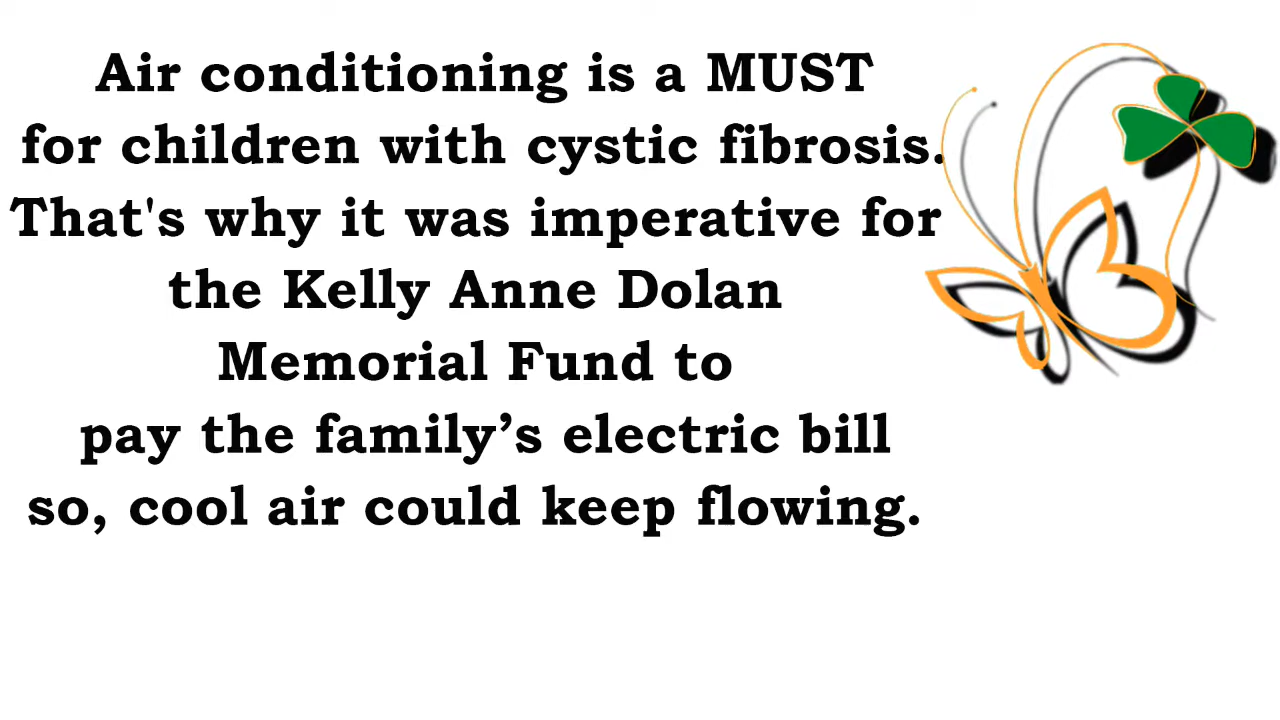 Air conditioning is a MUST
for children with cystic fibrosis.
That's why it was imperative for
the Kelly Anne Dolan
Memorial Fund to
pay the family’s electric bill
so, cool air could keep flowing.